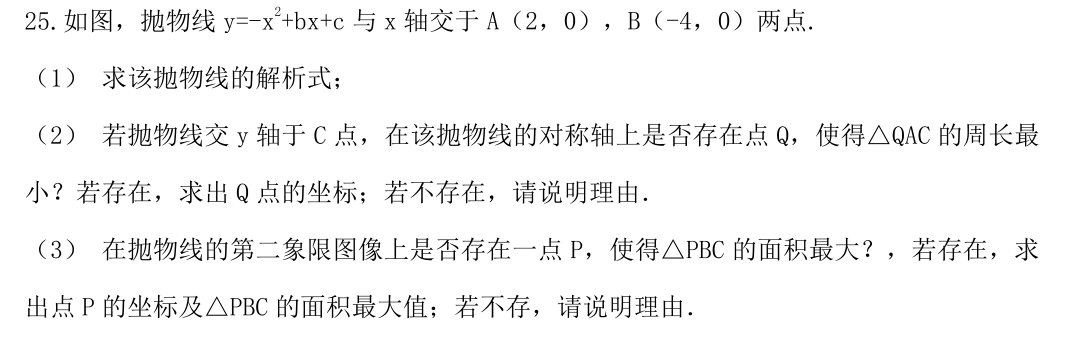 25.如图，抛物线 y=-x²+bx+c 与 x 轴交于 A（2，0），B（-4，0）两点.
（1） 求该抛物线的解析式；
（2） 若抛物线交 y 轴于 C 点，在该抛物线的对称轴上是否存在点 Q，使得△QAC 的周长最
小？若存在，求出 Q 点的坐标；若不存在，请说明理由.
（3） 在抛物线的第二象限图像上是否存在一点 P，使得△PBC 的面积最大？，若存在，求
出点 P 的坐标及△PBC 的面积最大值；若不存，请说明理由.